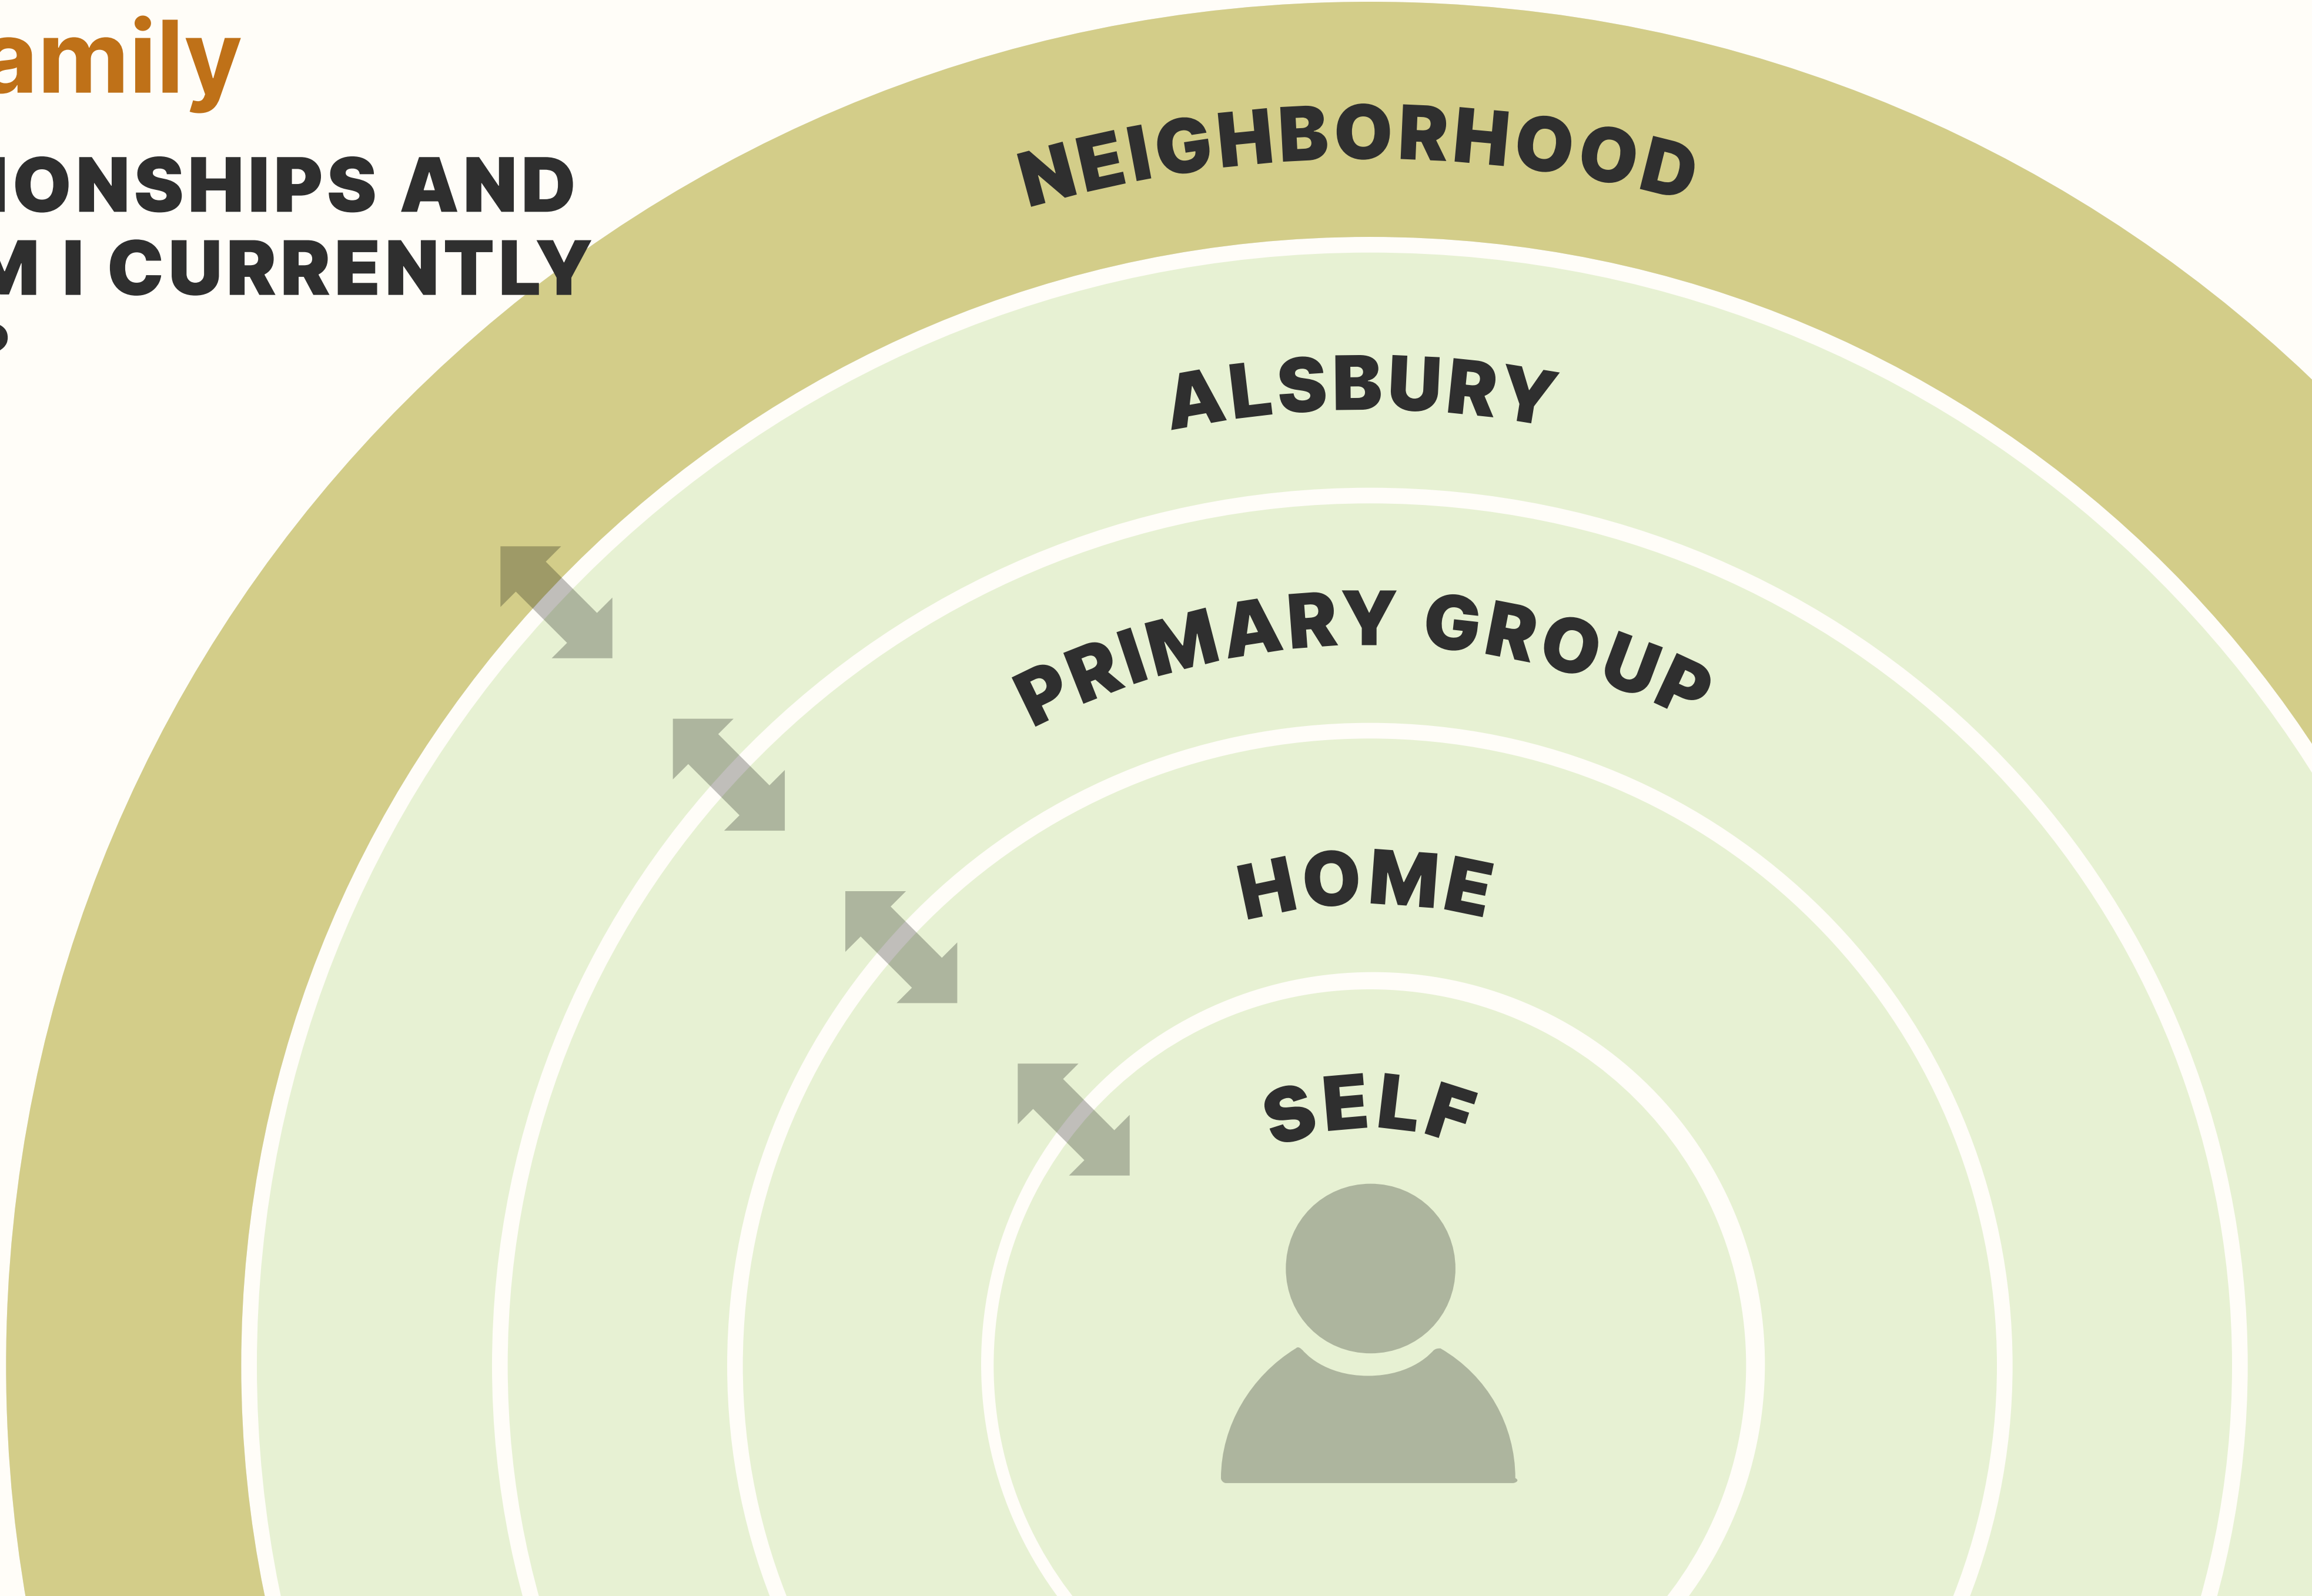 amily
IONSHIPS AND
M I CURRENTLY
?
NEIGHBORHOOD
ALSBURY
PRIMARY GROUP
HOME
SELF